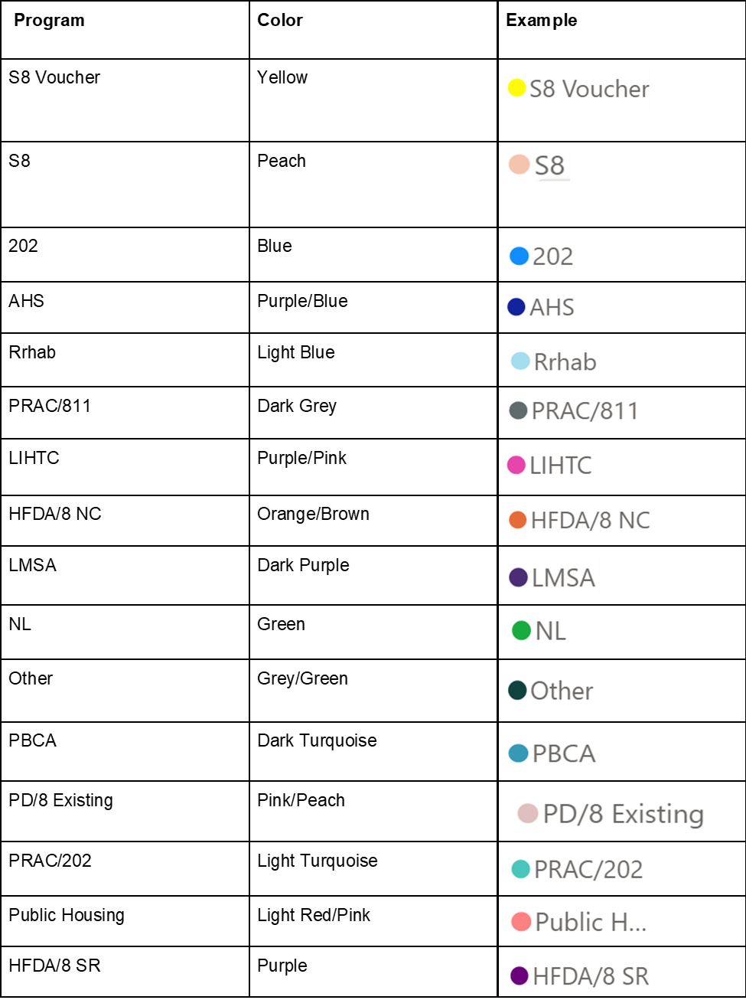 Program Color Example
S8 Voucher Yellow S8 Voucher
S8 Peach S8
202 Blue 202
AHS Purple/Blue AHS
Rrhab Light Blue Rrhab
PRAC/811 Dark Grey PRAC/811
LIHTC Purple/Pink LIHTC
HFDA/8 NC Orange/Brown HFDA/8 NC
LMSA Dark Purple LMSA
NL Green NL
Other Grey/Green Other
PBCA Dark Turquoise PBCA
PD/8 Existing Pink/Peach PD/8 Existing
PRAC/202 Light Turquoise PRAC/202
Public Housing Light Red/Pink Public H...
HFDA/8 SR Purple HFDA/8 SR